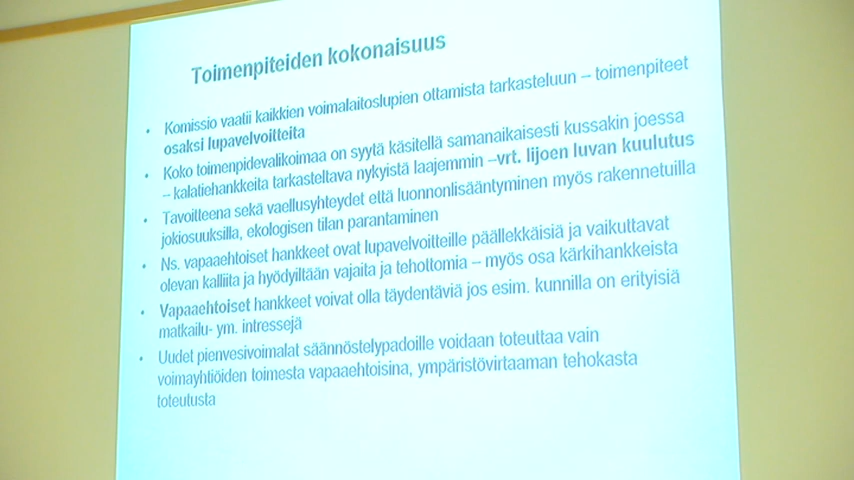 Toimenpiteiden kokonaisuus
• Komissio vaatii kaikkien voimalaitoslupien ottamista tarkasteluun – toimenpiteet
osaksi lupavelvoitteita
• Koko toimenpidevalikoimaa on syytä käsitellä samanaikaisesti kussakin joessa
– kalatiehankkeita tarkasteltava nykyistä laajemmin –vrt. Iijoen luvan kuulutus
• Tavoitteena sekä vaellusyhteydet että luonnonlisääntyminen myös rakennetuilla
jokiosuuksilla, ekologisen tilan parantaminen
• Ns. vapaaehtoiset hankkeet ovat lupavelvoitteille päällekkäisiä ja vaikuttavat
olevan kalliita ja hyödyiltään vajaita ja tehottomia – myös osa kärkihankkeista
• Vapaaehtoiset hankkeet voivat olla täydentäviä jos esim. kunnilla on erityisiä
matkailu- ym. intressejä
• Uudet pienvesivoimalat säännöstelypadoille voidaan toteuttaa vain
voimayhtiöiden toimesta vapaaehtoisina, ympäristövirtaaman tehokasta
toteutusta